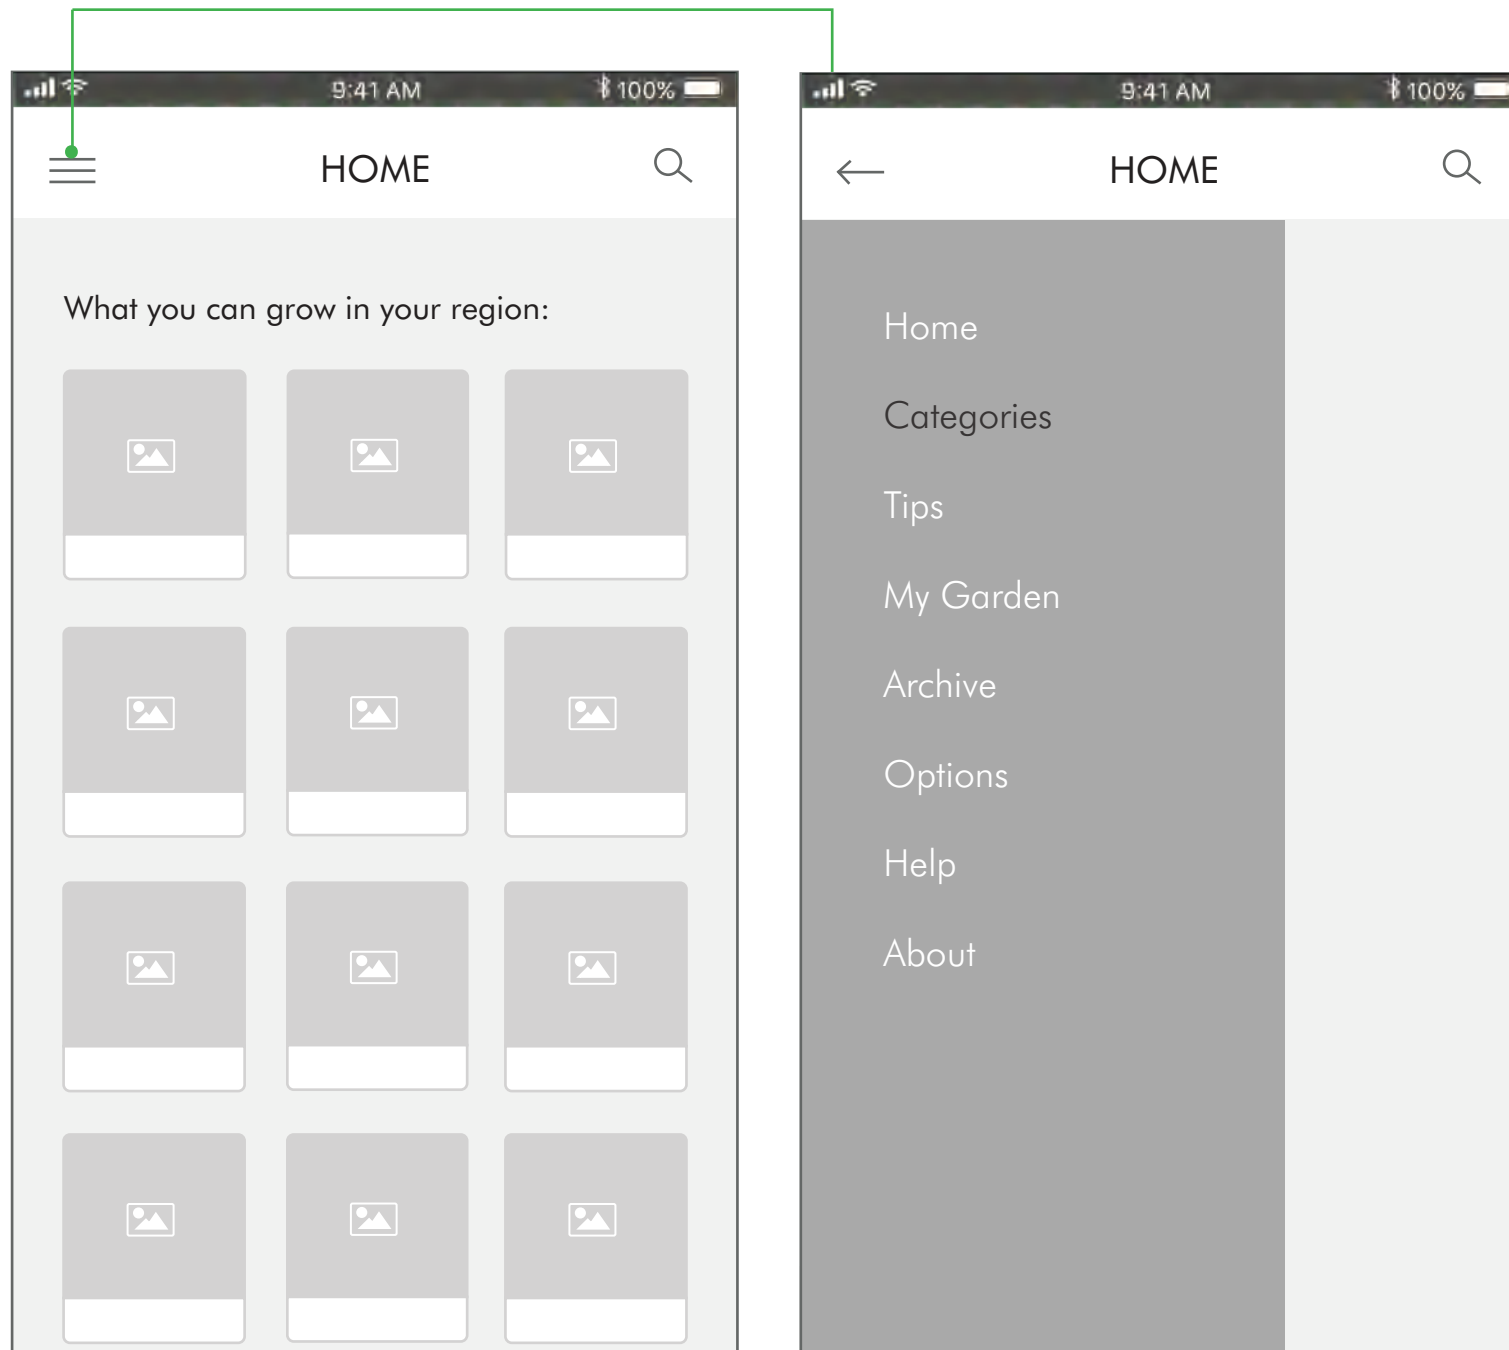 9:41 AM
100%
HOME
What you can grow in your region:
9:41 AM
100%
HOME
Home
Categories
Tips
My Garden
Archive
Options
Help
About